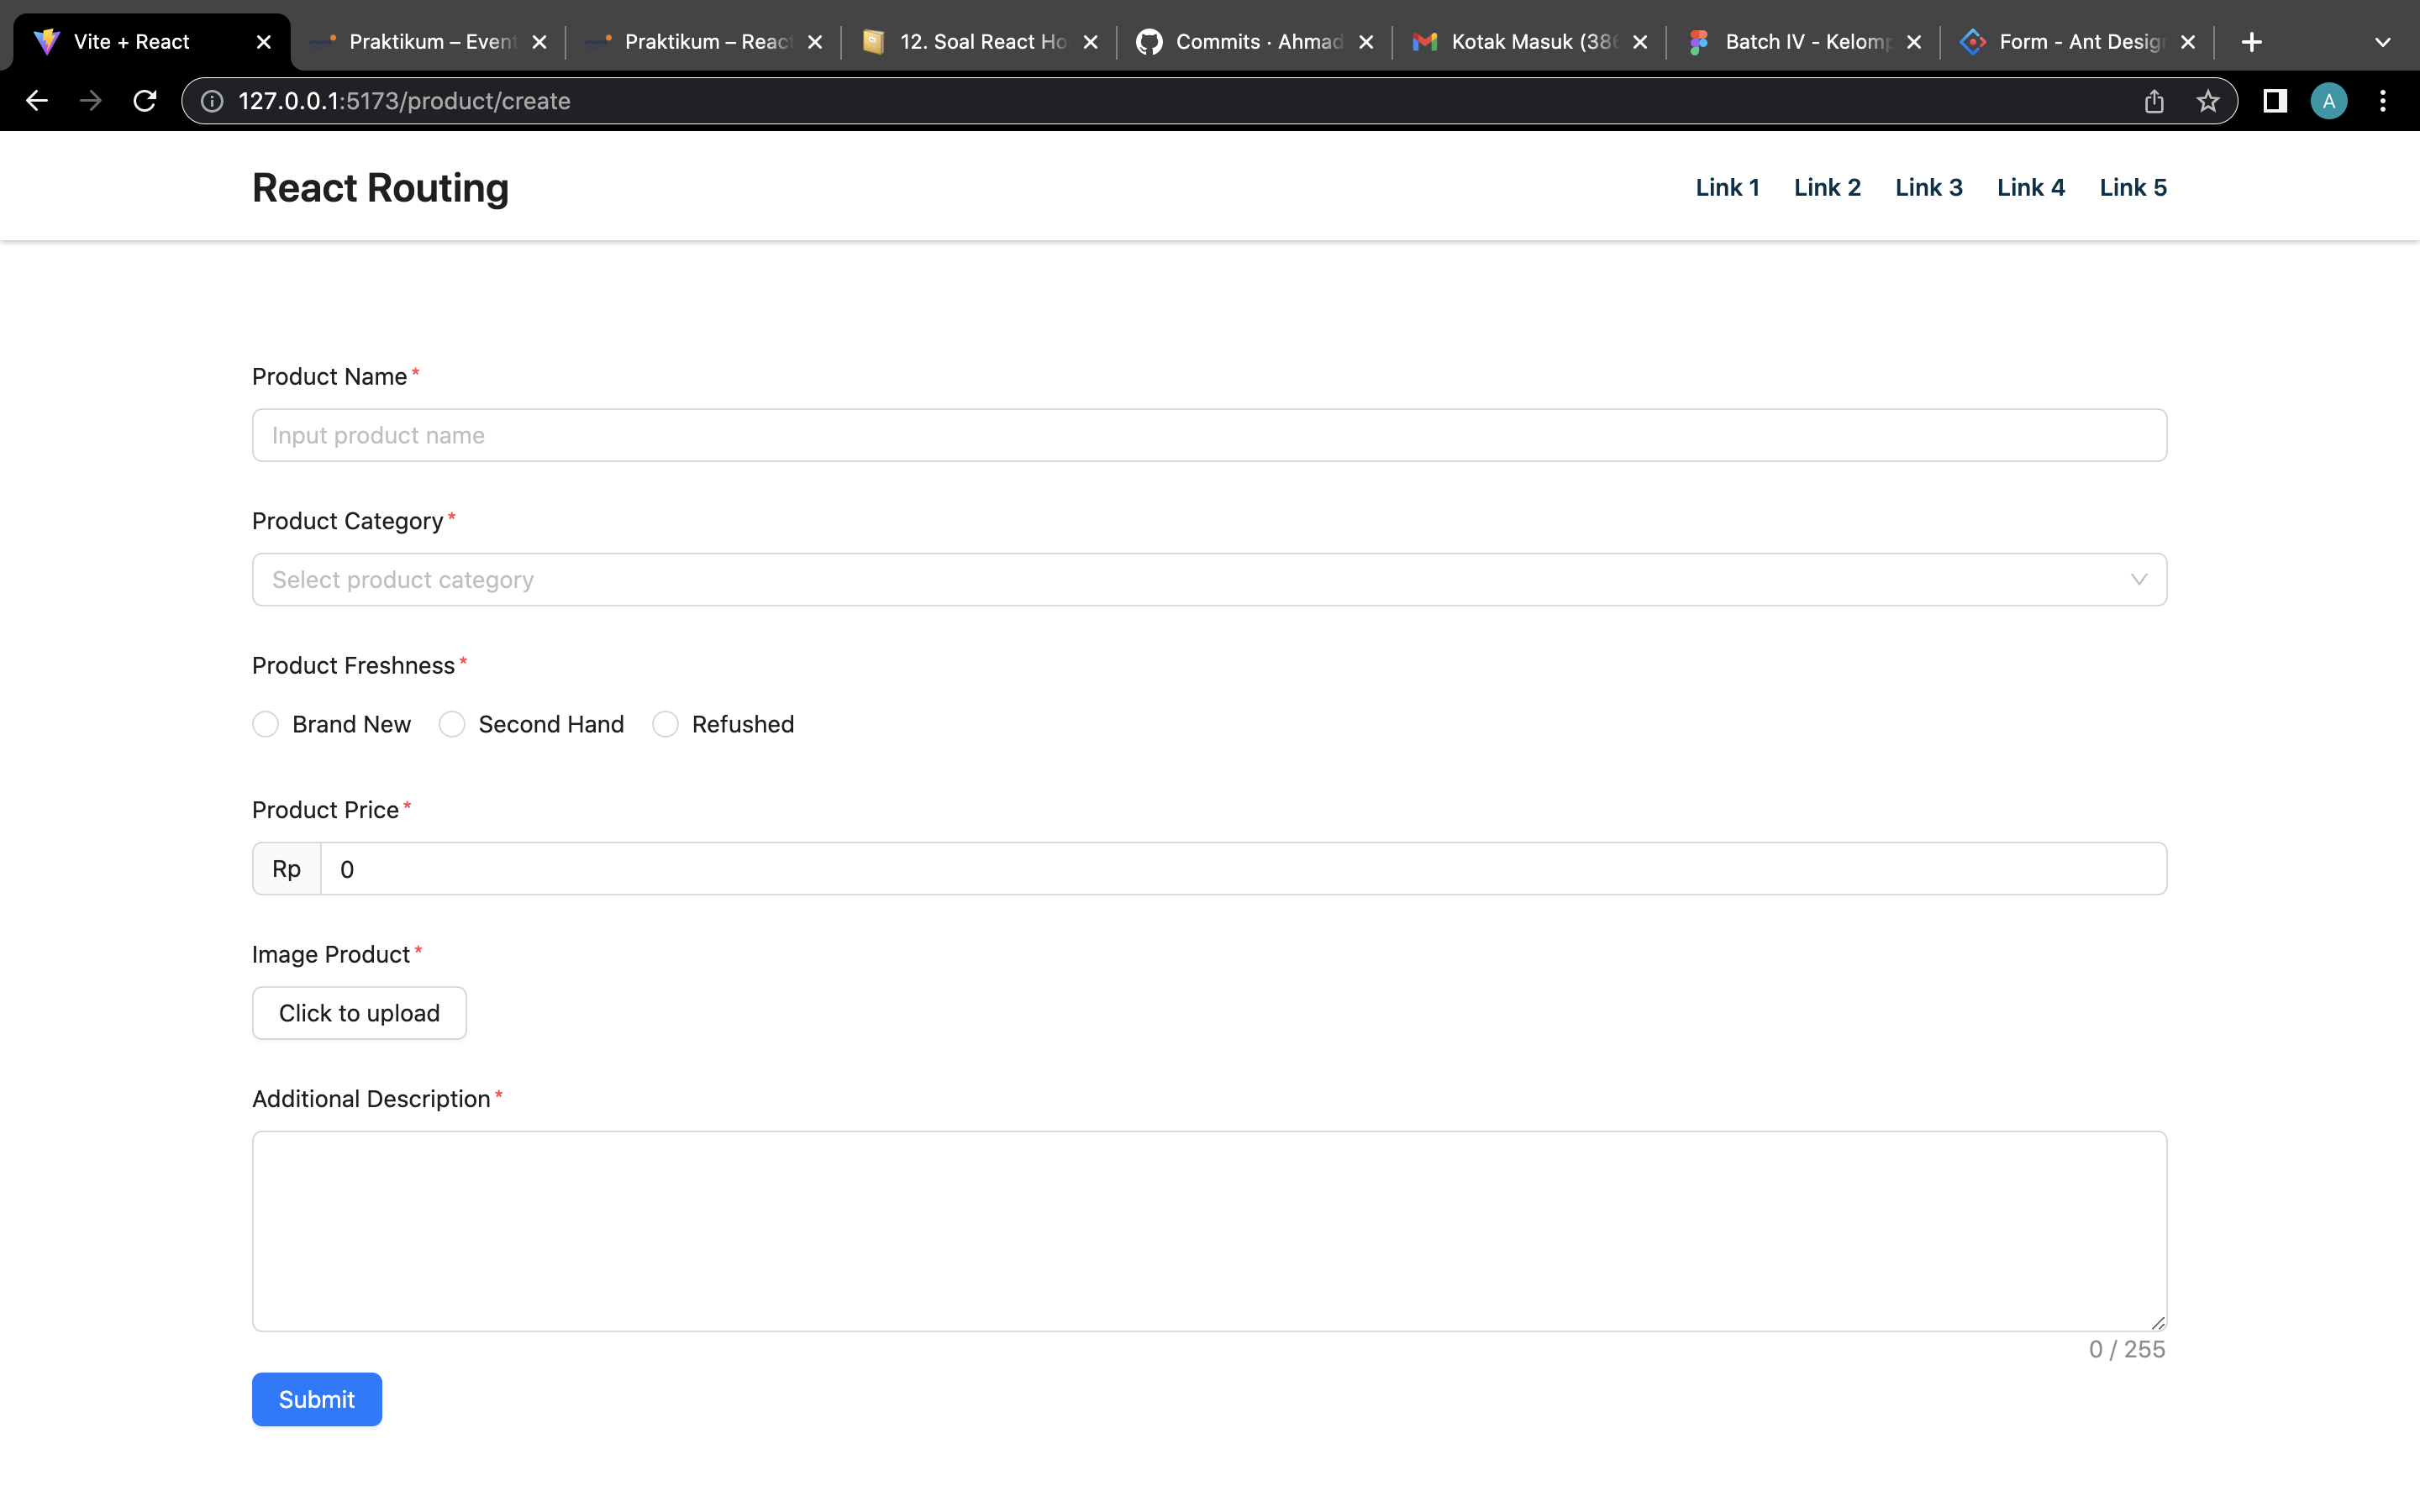 Vite + React
Praktikum – Event
Praktikum – React
12. Soal React Ho
Commits · Ahmad
Kotak Masuk (386
Batch IV - Kelomp
Form - Ant Design
127.0.0.1:5173/product/create
A
React Routing
Link 1
Link 2
Link 3
Link 4
Link 5
Product Name*
Input product name
Product Category*
Select product category
Product Freshness*
Brand New
Second Hand
Refushed
Product Price*
Rp
0
Image Product*
Click to upload
Additional Description*
0 / 255
Submit